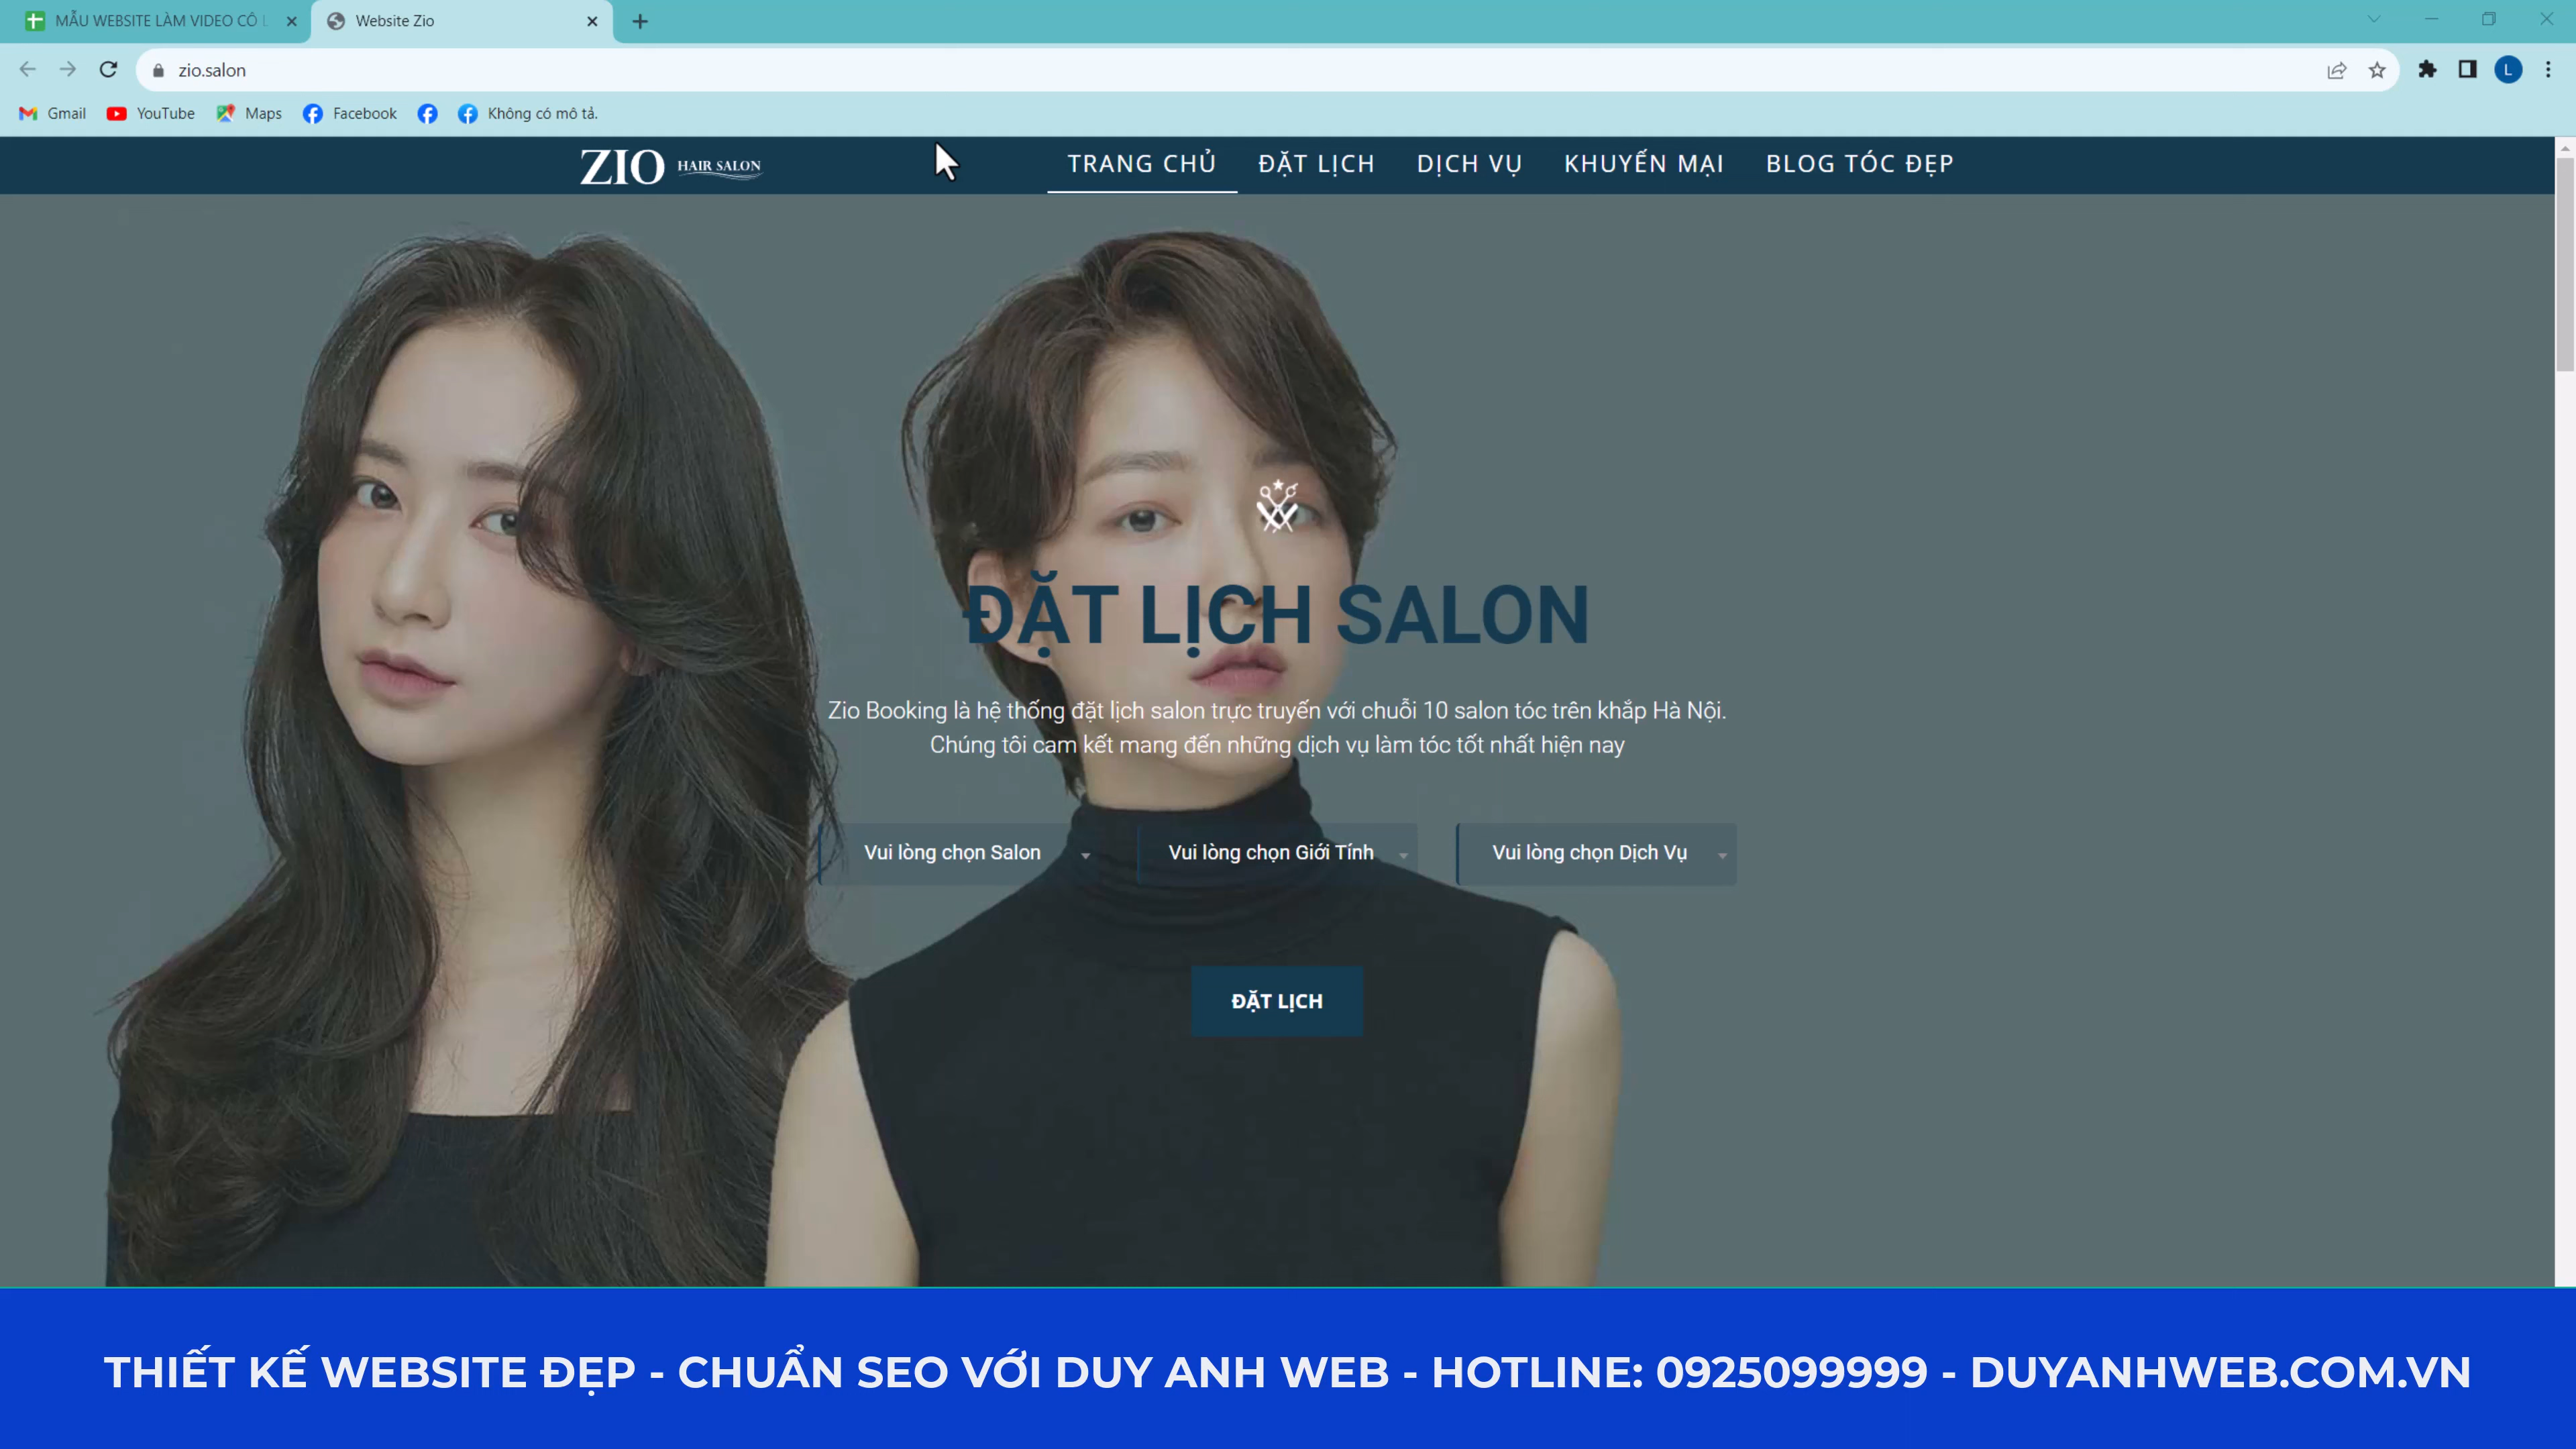 MẪU WEBSITE LÀM VIDEO CÔ
Website Zio
zio.salon
Gmail
YouTube
Maps
Facebook
Không có mô tả.
L
ZIO HAIR SALON
TRANG CHỦ
ĐẶT LỊCH
DỊCH VỤ
KHUYẾN MẠI
BLOG TÓC ĐẸP
ĐẶT LỊCH SALON
Zio Booking là hệ thống đặt lịch salon trực truyến với chuỗi 10 salon tóc trên khắp Hà Nội.
Chúng tôi cam kết mang đến những dịch vụ làm tóc tốt nhất hiện nay
Vui lòng chọn Salon
Vui lòng chọn Giới Tính
Vui lòng chọn Dịch Vụ
ĐẶT LỊCH
THIẾT KẾ WEBSITE ĐẸP - CHUẨN SEO VỚI DUY ANH WEB - HOTLINE: 0925099999 - DUYANHWEB.COM.VN